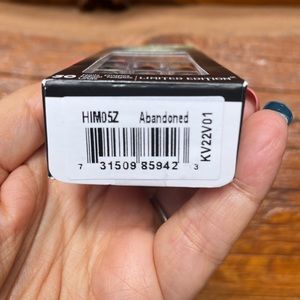 LIMITED EDITION
HIM05Z Abandoned
7 31509 85942 3
KV22V01